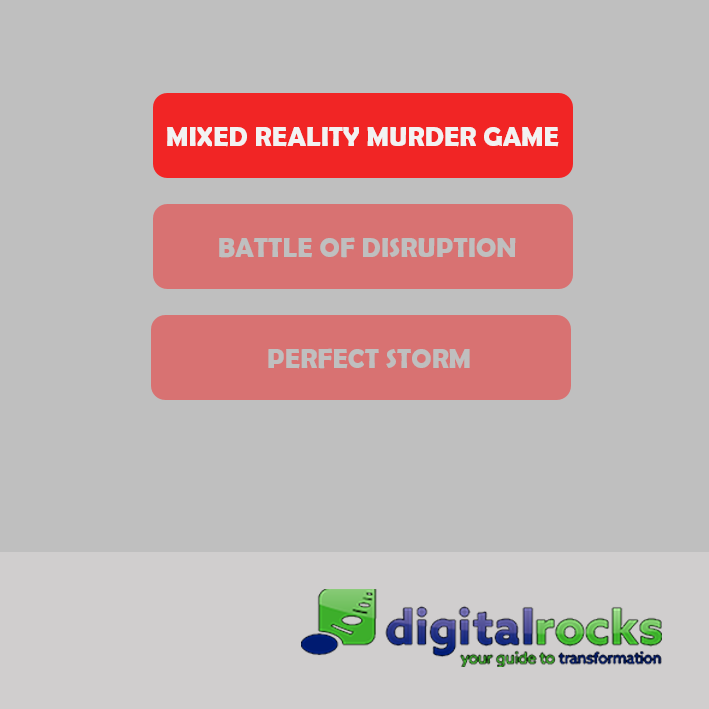 MIXED REALITY MURDER GAME
BATTLE OF DISRUPTION
PERFECT STORM
digitalrocks
your guide to transformation